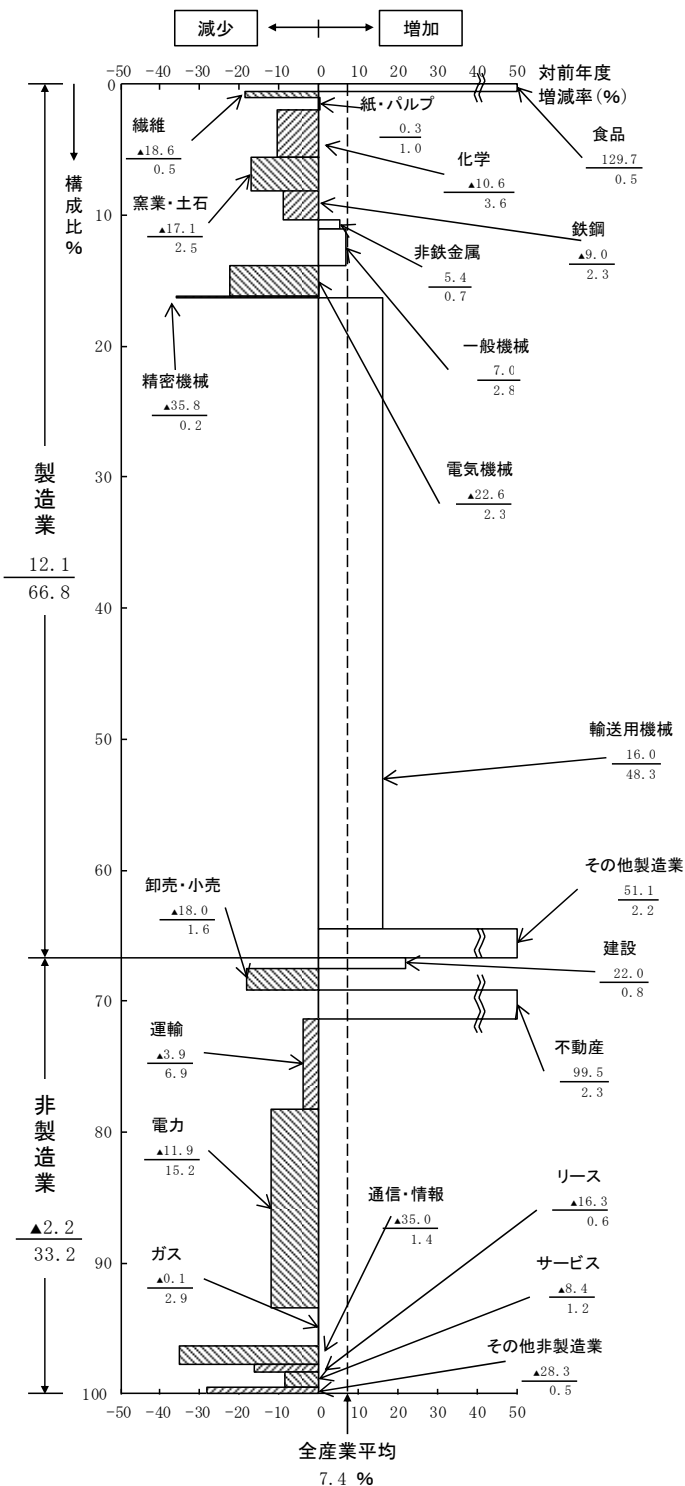 減少 増加
-50 -40 -30 -20 -10 0 10 20 30 40 50
対前年度
増減率(%)
0
10
20
30
40
50
60
70
80
90
100
構成比%
繊維
▲18.6
0.5
紙・パルプ
0.3
1.0
食品
129.7
0.5
化学
▲10.6
3.6
窯業・土石
▲17.1
2.5
鉄鋼
▲9.0
2.3
非鉄金属
5.4
0.7
一般機械
7.0
2.8
精密機械
▲35.8
0.2
電気機械
▲22.6
2.3
製造業
12.1
66.8
輸送用機械
16.0
48.3
その他製造業
51.1
2.2
卸売・小売
▲18.0
1.6
建設
22.0
0.8
不動産
99.5
2.3
運輸
▲3.9
6.9
非製造業
▲2.2
33.2
電力
▲11.9
15.2
通信・情報
▲35.0
1.4
リース
▲16.3
0.6
ガス
▲0.1
2.9
サービス
▲8.4
1.2
その他非製造業
▲28.3
0.5
-50 -40 -30 -20 -10 0 10 20 30 40 50
全産業平均
7.4 %